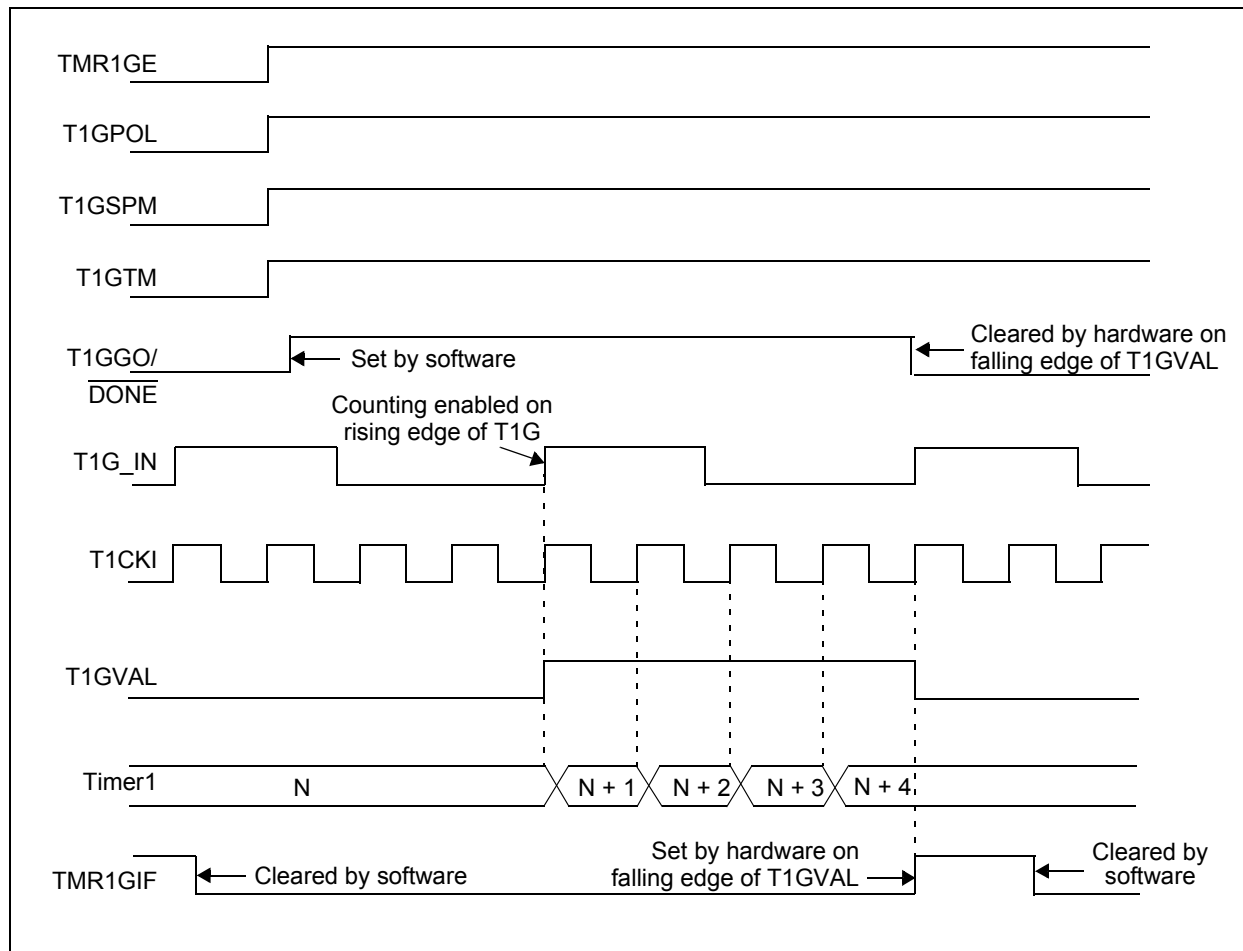 TMR1GE
T1GPOL
T1GSPM
T1GTM
T1GGO/
DONE
Set by software
Cleared by hardware on
falling edge of T1GVAL
Counting enabled on
rising edge of T1G
T1G_IN
T1CKI
T1GVAL
Timer1
N
N + 1
N + 2
N + 3
N + 4
TMR1GIF
Cleared by software
Set by hardware on
falling edge of T1GVAL
Cleared by
software